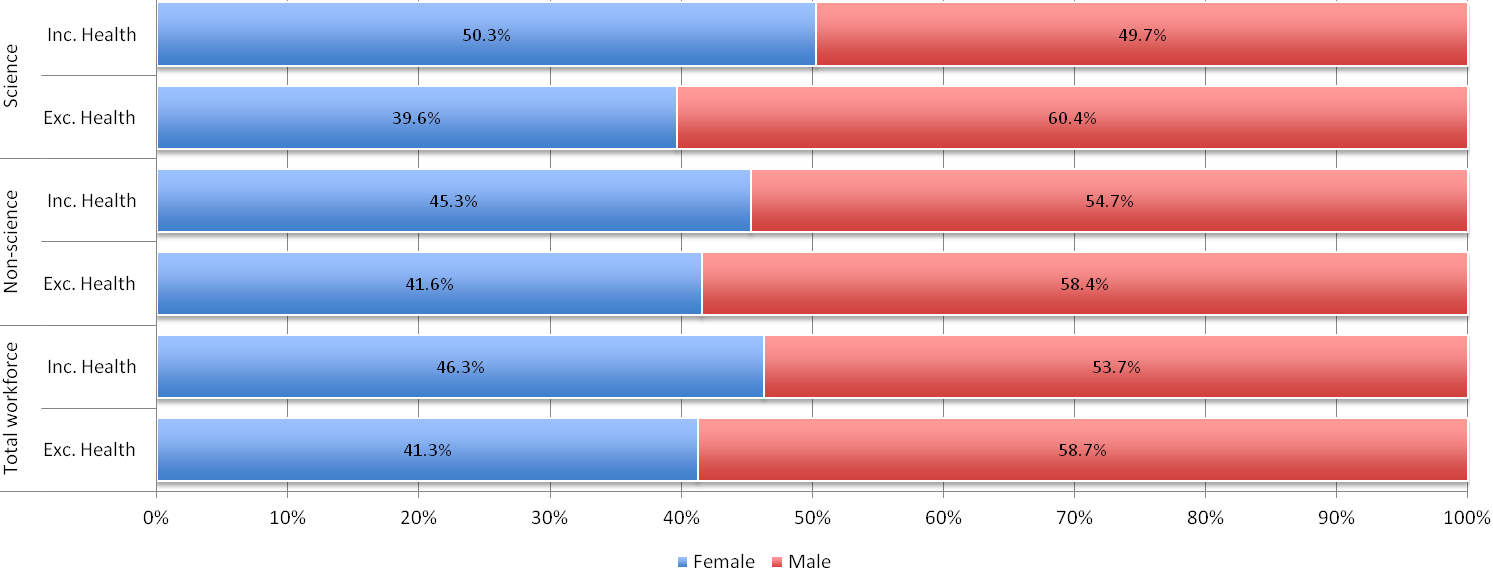 Science
Inc. Health
50.3%
49.7%
Exc. Health
39.6%
60.4%
Non-science
Inc. Health
45.3%
54.7%
Exc. Health
41.6%
58.4%
Total workforce
Inc. Health
46.3%
53.7%
Exc. Health
41.3%
58.7%
0% 10% 20% 30% 40% 50% 60% 70% 80% 90% 100%
Female Male